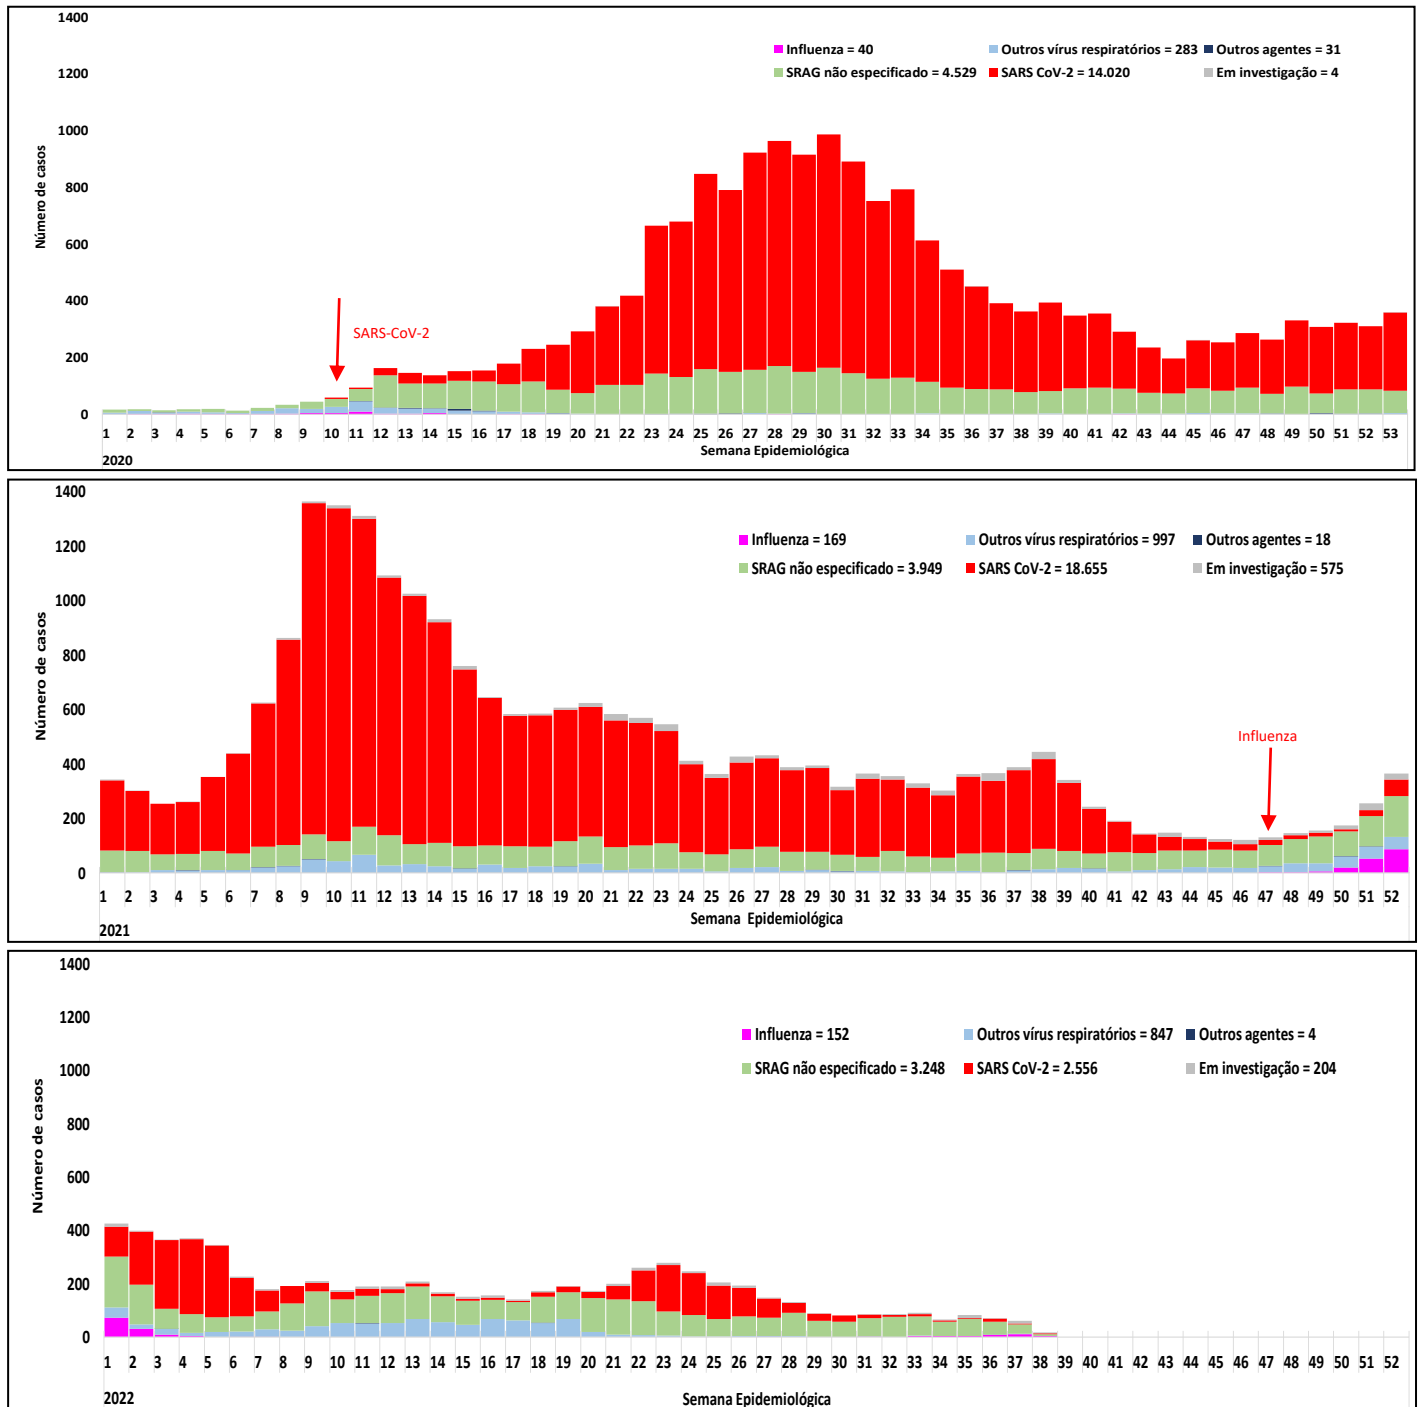 1400
Influenza = 40 Outros vírus respiratórios = 283 Outros agentes = 31
1200
SRAG não especificado = 4.529 SARS CoV-2 = 14.020 Em investigação = 4
1000
800
600
400
200
0
Número de casos
SARS-CoV-2
1 2 3 4 5 6 7 8 9 10 11 12 13 14 15 16 17 18 19 20 21 22 23 24 25 26 27 28 29 30 31 32 33 34 35 36 37 38 39 40 41 42 43 44 45 46 47 48 49 50 51 52 53
Semana Epidemiológica
2020
1400
Influenza = 169 Outros vírus respiratórios = 997 Outros agentes = 18
1200
SRAG não especificado = 3.949 SARS CoV-2 = 18.655 Em investigação = 575
1000
800
600
400
200
0
Número de casos
Influenza
1 2 3 4 5 6 7 8 9 10 11 12 13 14 15 16 17 18 19 20 21 22 23 24 25 26 27 28 29 30 31 32 33 34 35 36 37 38 39 40 41 42 43 44 45 46 47 48 49 50 51 52
Semana Epidemiológica
2021
1400
1200
Influenza = 152 Outros vírus respiratórios = 847 Outros agentes = 4
1000
SRAG não especificado = 3.248 SARS CoV-2 = 2.556 Em investigação = 204
800
600
400
200
0
Número de casos
1 2 3 4 5 6 7 8 9 10 11 12 13 14 15 16 17 18 19 20 21 22 23 24 25 26 27 28 29 30 31 32 33 34 35 36 37 38 39 40 41 42 43 44 45 46 47 48 49 50 51 52
2022
Semana Epidemiológica